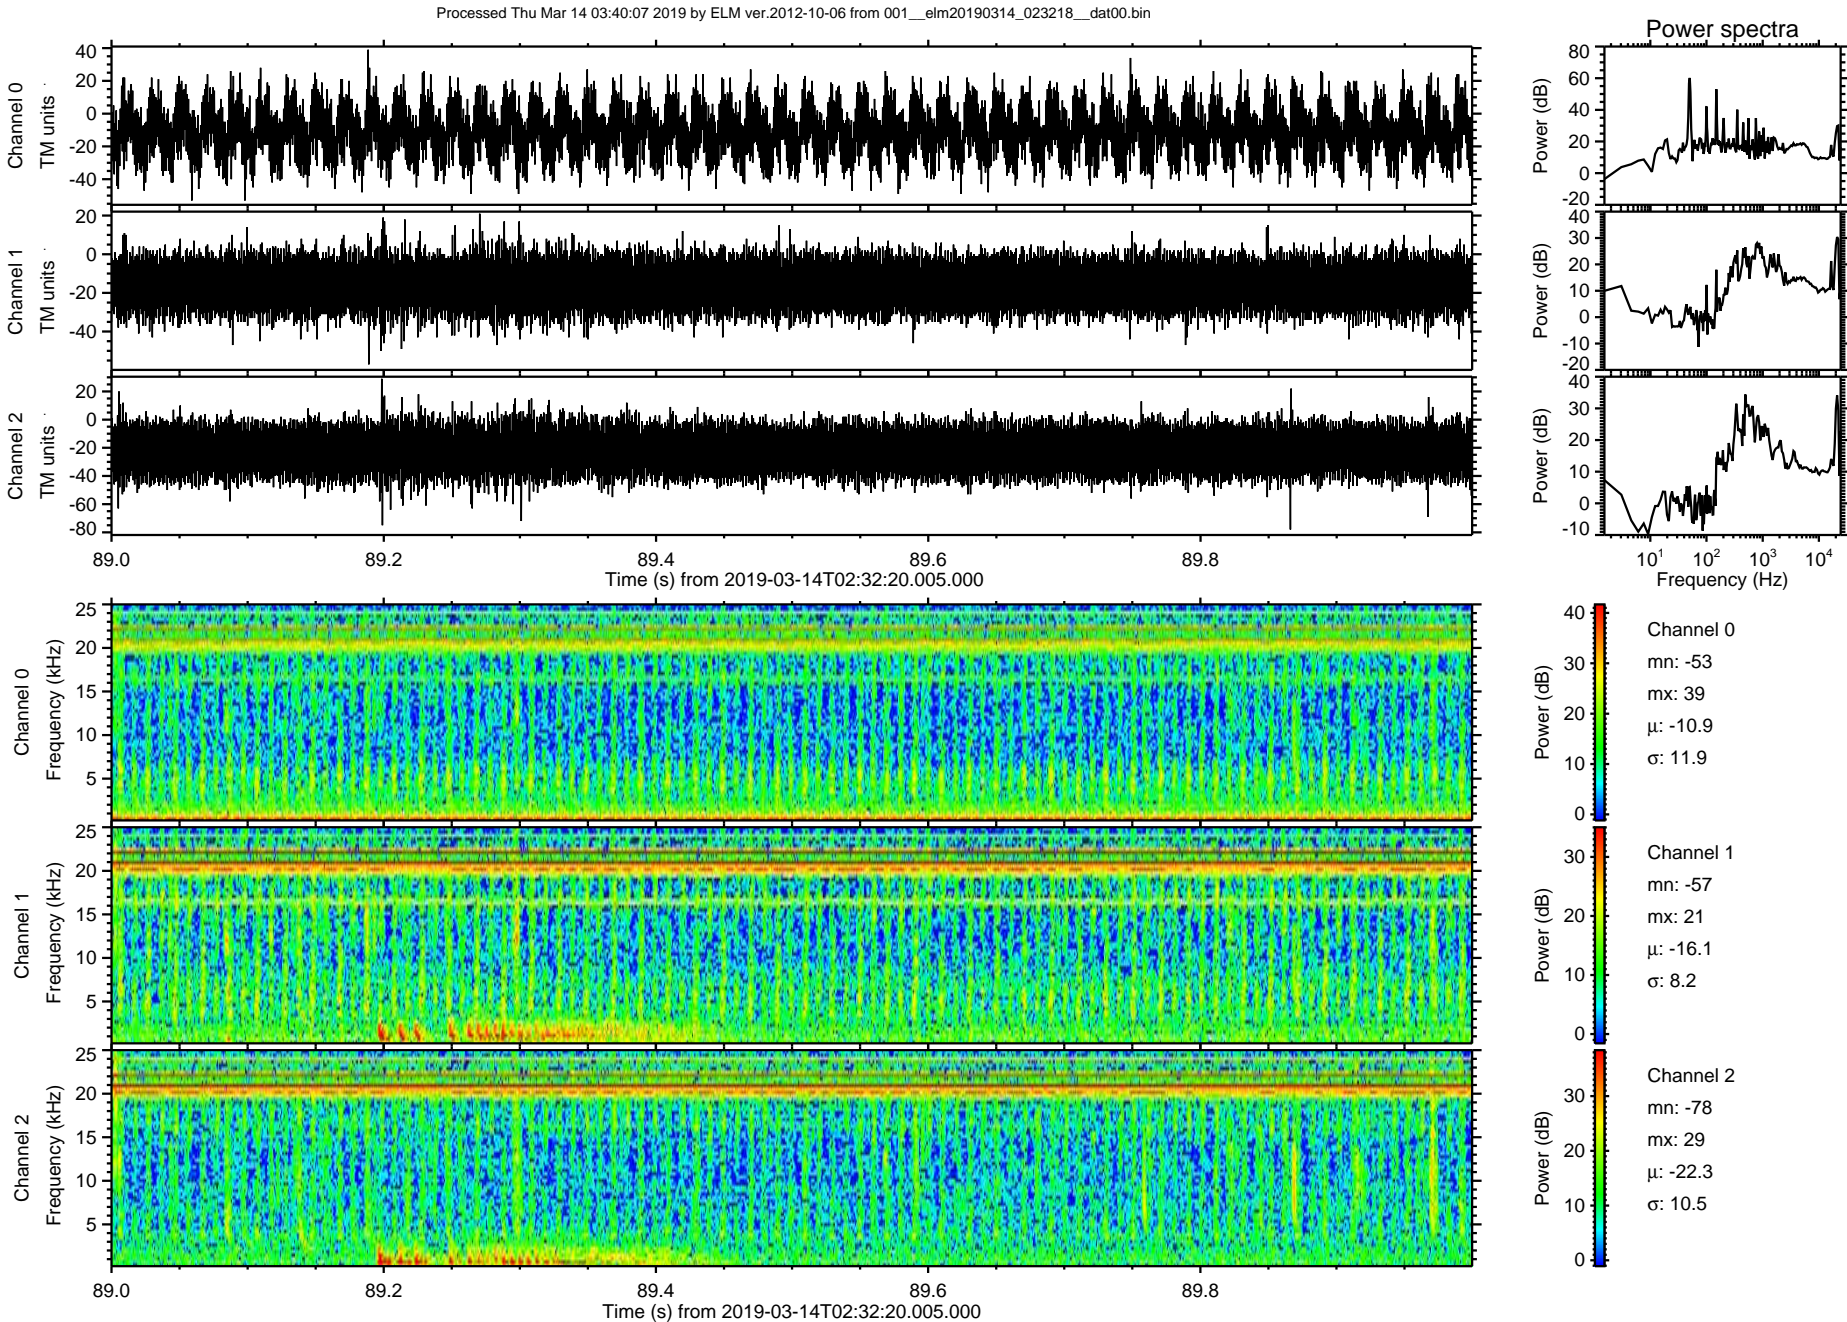 Processed Thu Mar 14 03:40:07 2019 by ELM ver.2012-10-06 from 001__elm20190314_023218__dat00.bin
Power spectra
Channel 0
TM units
40
20
0
-20
-40
Power (dB)
80
60
40
20
0
-20
Channel 1
TM units
20
0
-20
-40
Power (dB)
40
30
20
10
0
-10
-20
Channel 2
TM units
20
0
-20
-40
-60
-80
Power (dB)
40
30
20
10
0
-10
89.0 89.2 89.4 89.6 89.8
Time (s) from 2019-03-14T02:32:20.005.000
10^1 10^2 10^3 10^4
Frequency (Hz)
Channel 0
Frequency (kHz)
25
20
15
10
5
Power (dB)
40
30
20
10
0
Channel 0
mn: -53
mx: 39
μ: -10.9
σ: 11.9
Channel 1
Frequency (kHz)
25
20
15
10
5
Power (dB)
30
20
10
0
Channel 1
mn: -57
mx: 21
μ: -16.1
σ: 8.2
Channel 2
Frequency (kHz)
25
20
15
10
5
Power (dB)
30
20
10
0
Channel 2
mn: -78
mx: 29
μ: -22.3
σ: 10.5
89.0 89.2 89.4 89.6 89.8
Time (s) from 2019-03-14T02:32:20.005.000